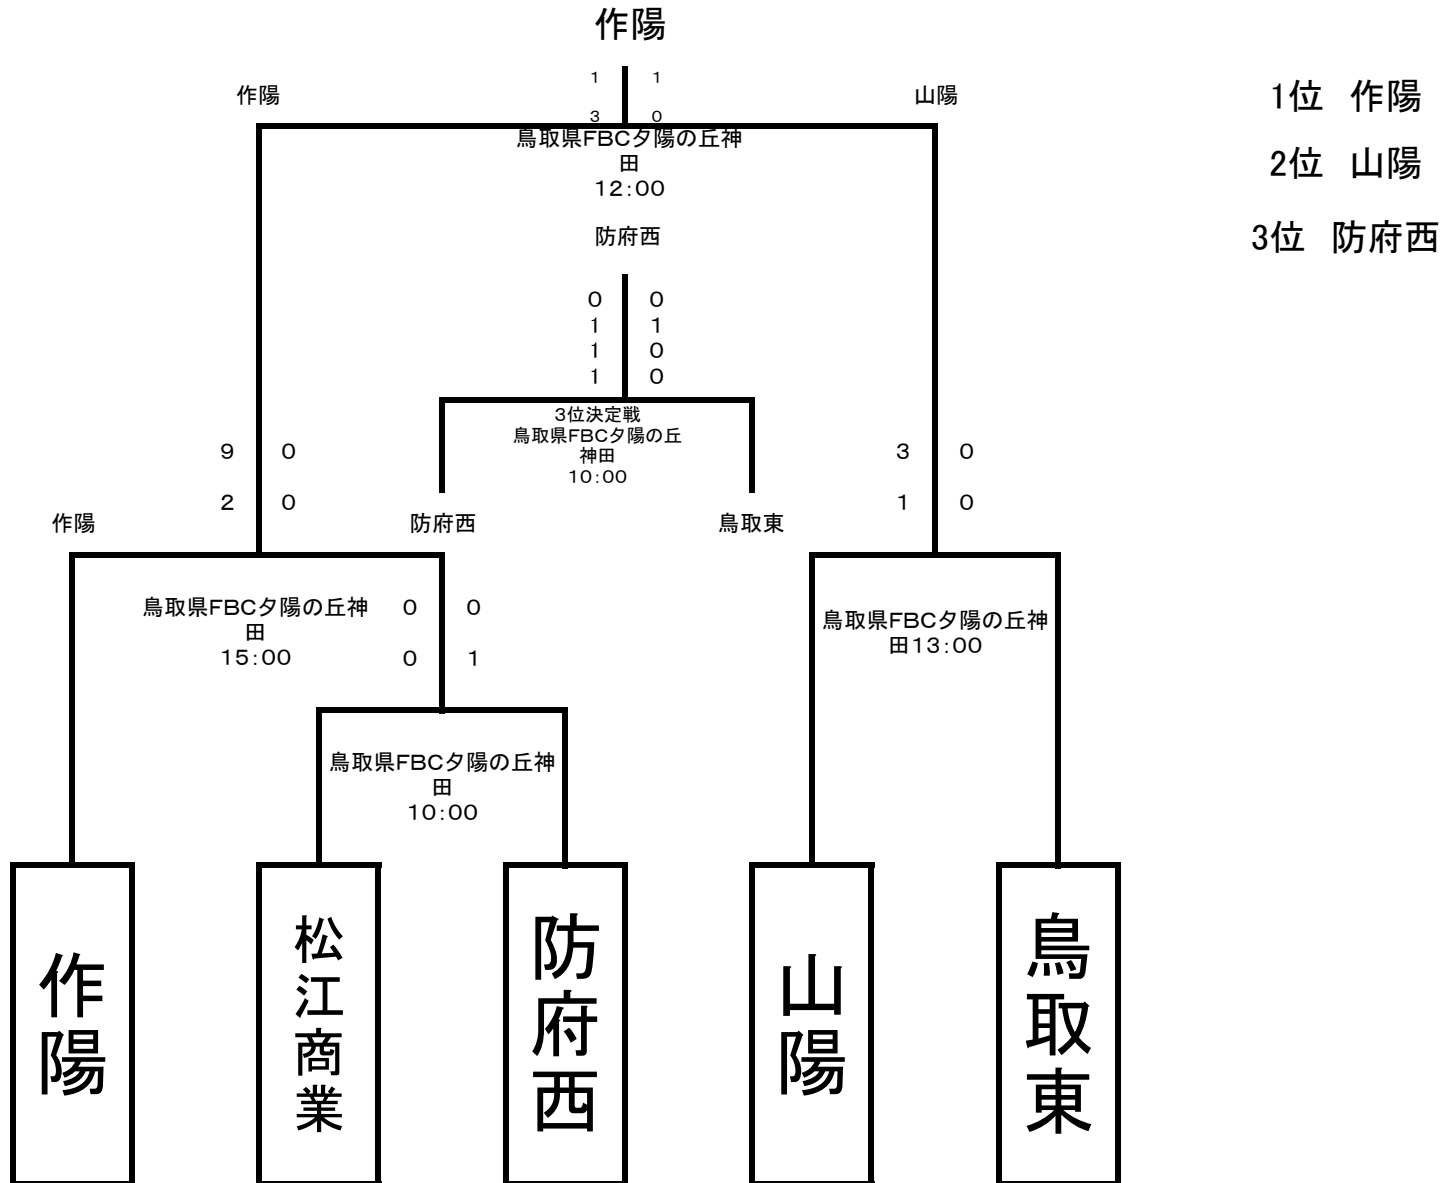 作陽
1 1
作陽 山陽
1位 作陽
3 0
鳥取県FBC夕陽の丘神
田
12:00
2位 山陽
防府西
3位 防府西
0 0
1 1
1 0
1 0
3位決定戦
鳥取県FBC夕陽の丘
神田
10:00
9 0
3 0
2 0
1 0
作陽 防府西 鳥取東
鳥取県FBC夕陽の丘神
田
15:00
0 0
0 1
鳥取県FBC夕陽の丘神
田13:00
鳥取県FBC夕陽の丘神
田
10:00
作陽
松江商業
防府西
山陽
鳥取東